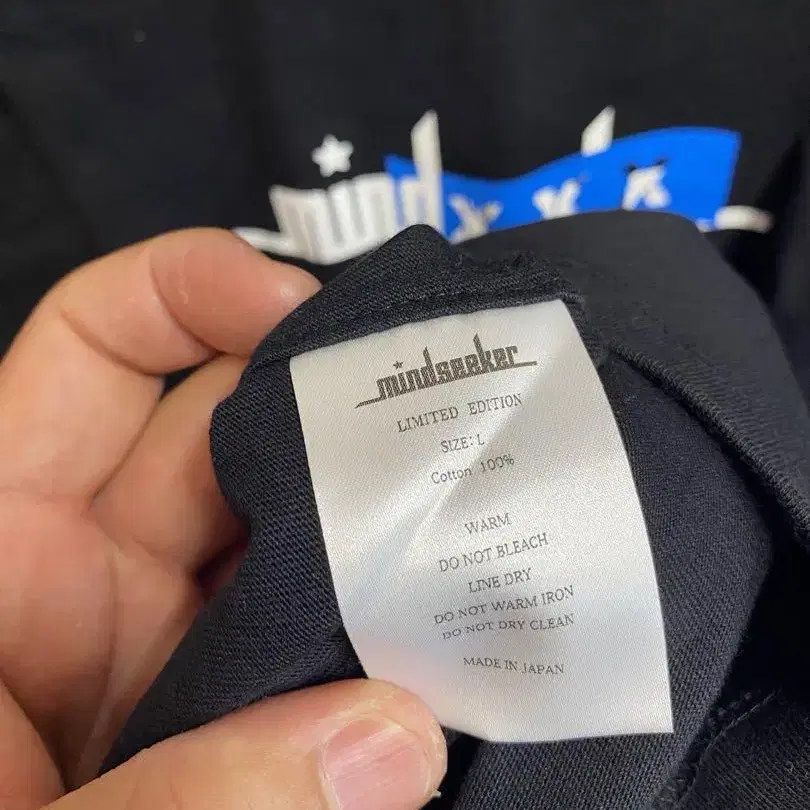 mind
mindseeker
LIMITED EDITION
SIZE: L
Cotton 100%
WARM
DO NOT BLEACH
LINE DRY
DO NOT WARM IRON
DO NOT DRY CLEAN
MADE IN JAPAN